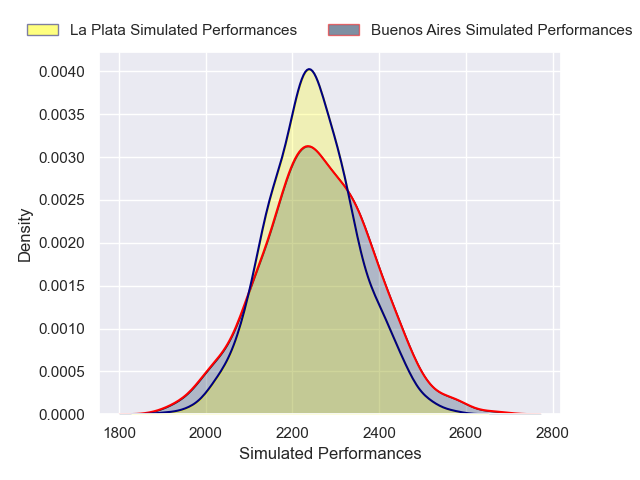 La Plata Simulated Performances Buenos Aires Simulated Performances
0.0040
0.0035
0.0030
0.0025
0.0020
0.0015
0.0010
0.0005
0.0000
Density
1800 2000 2200 2400 2600 2800
Simulated Performances